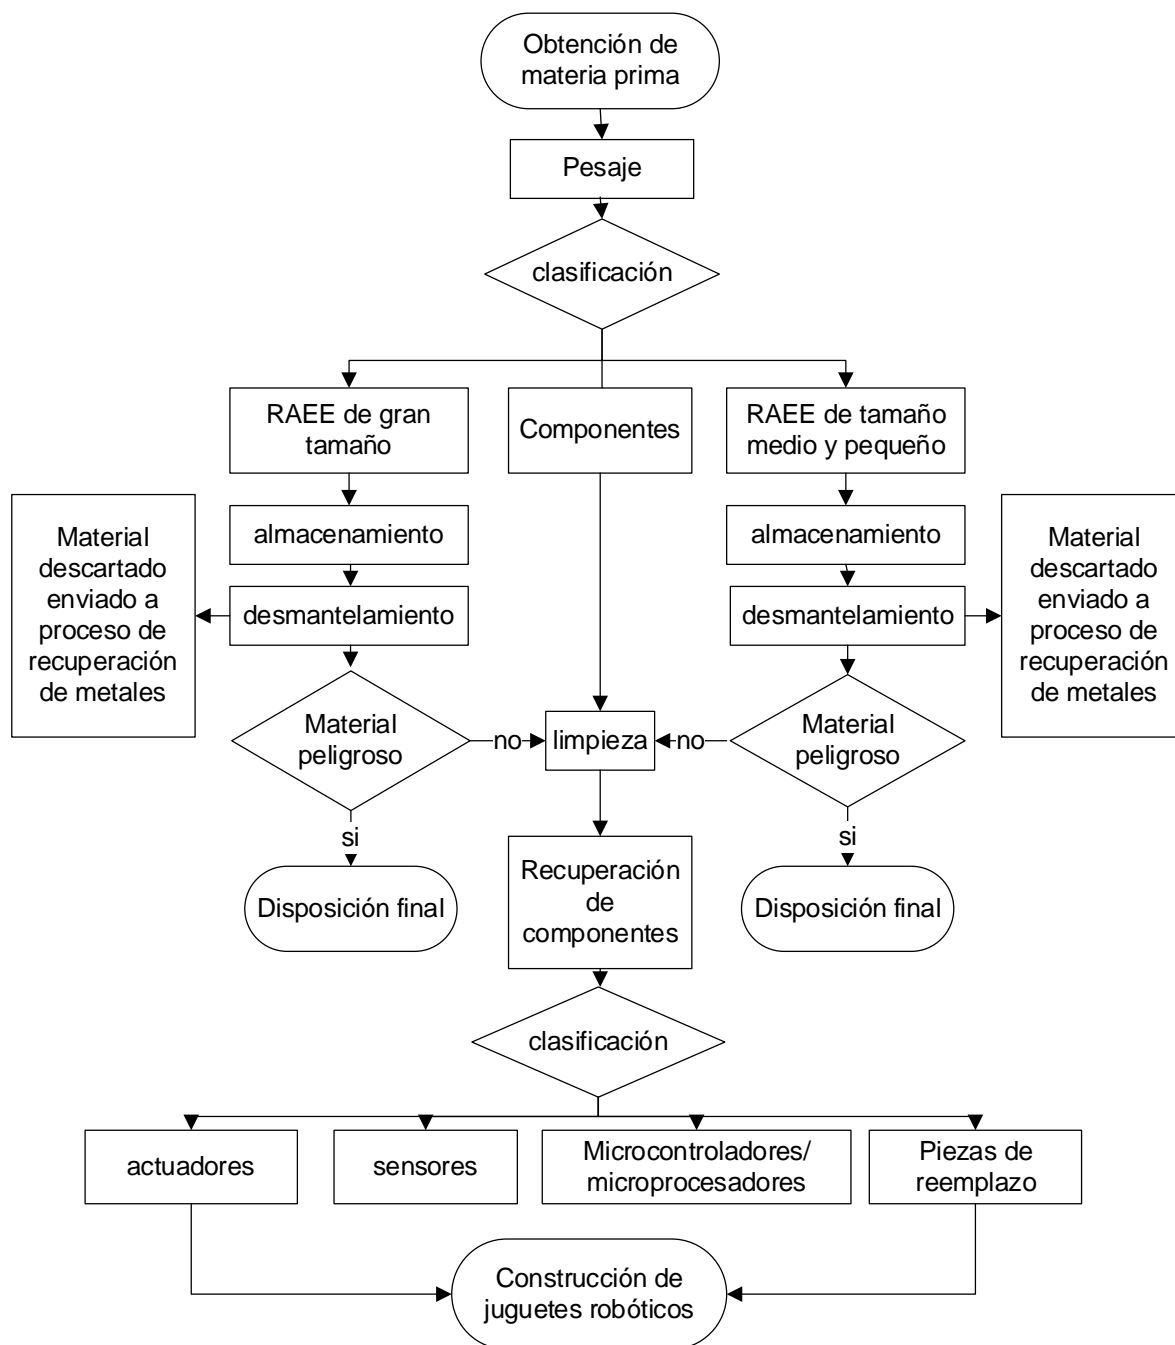 Obtención de
materia prima
Pesaje
clasificación
RAEE de gran
tamaño
Componentes
RAEE de tamaño
medio y pequeño
almacenamiento
almacenamiento
Material
descartado
enviado a
proceso de
recuperación
de metales
desmantelamiento
desmantelamiento
Material
descartado
enviado a
proceso de
recuperación
de metales
Material
peligroso
no
limpieza
no
Material
peligroso
si
si
Disposición final
Recuperación
de
componentes
Disposición final
clasificación
actuadores
sensores
Microcontroladores/
microprocesadores
Piezas de
reemplazo
Construcción de
juguetes robóticos